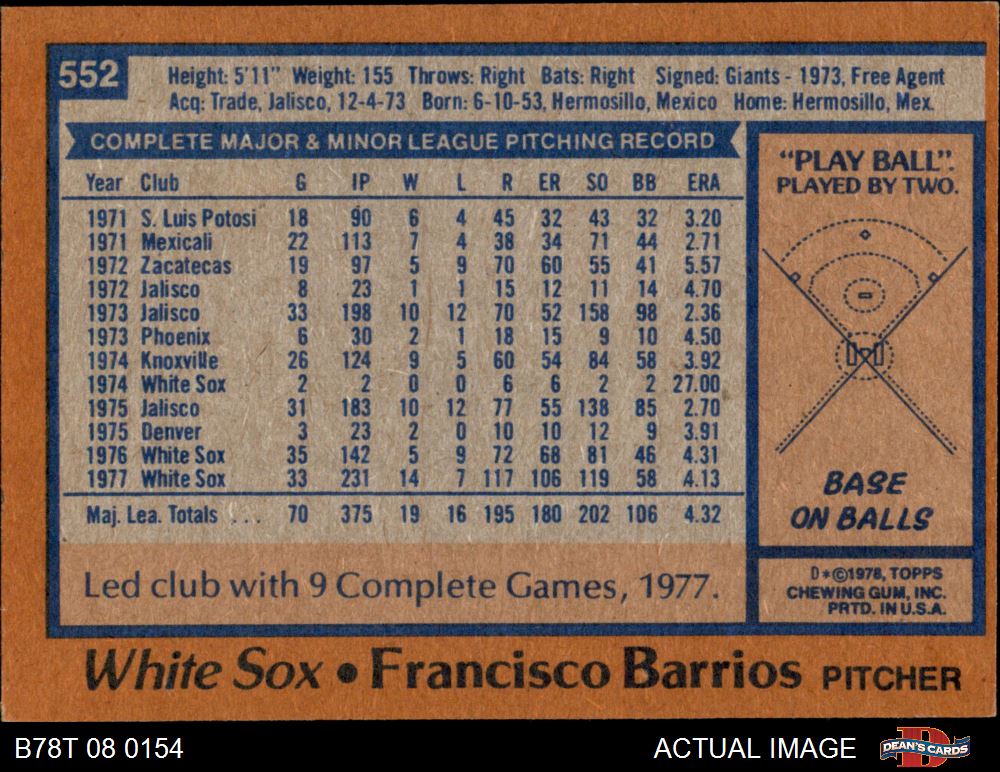 552
Height: 5'11" Weight: 155 Throws: Right Bats: Right Signed: Giants - 1973, Free Agent
Acq: Trade, Jalisco, 12-4-73 Born: 6-10-53, Hermosillo, Mexico Home: Hermosillo, Mex.
COMPLETE MAJOR & MINOR LEAGUE PITCHING RECORD
Year Club G IP W L R ER SO BB ERA
1971 S. Luis Potosi 18 90 6 4 45 32 43 32 3.20
1971 Mexicali 22 113 7 4 38 34 71 44 2.71
1972 Zacatecas 19 97 5 9 70 60 55 41 5.57
1972 Jalisco 8 23 1 1 15 12 11 14 4.70
1973 Jalisco 33 198 10 12 70 52 158 98 2.36
1973 Phoenix 6 30 2 1 18 15 9 10 4.50
1974 Knoxville 26 124 9 5 60 54 84 58 3.92
1974 White Sox 2 2 0 0 6 6 2 2 27.00
1975 Jalisco 31 183 10 12 77 55 138 85 2.70
1975 Denver 3 23 2 0 10 10 12 9 3.91
1976 White Sox 35 142 5 9 72 68 81 46 4.31
1977 White Sox 33 231 14 7 117 106 119 58 4.13
Maj. Lea. Totals . . . 70 375 19 16 195 180 202 106 4.32
Led club with 9 Complete Games, 1977.
"PLAY BALL".
PLAYED BY TWO.
BASE
ON BALLS
D*©1978, TOPPS
CHEWING GUM, INC.
PRTD. IN U.S.A.
White Sox • Francisco Barrios PITCHER
B78T 08 0154 ACTUAL IMAGE
DEAN'S CARDS